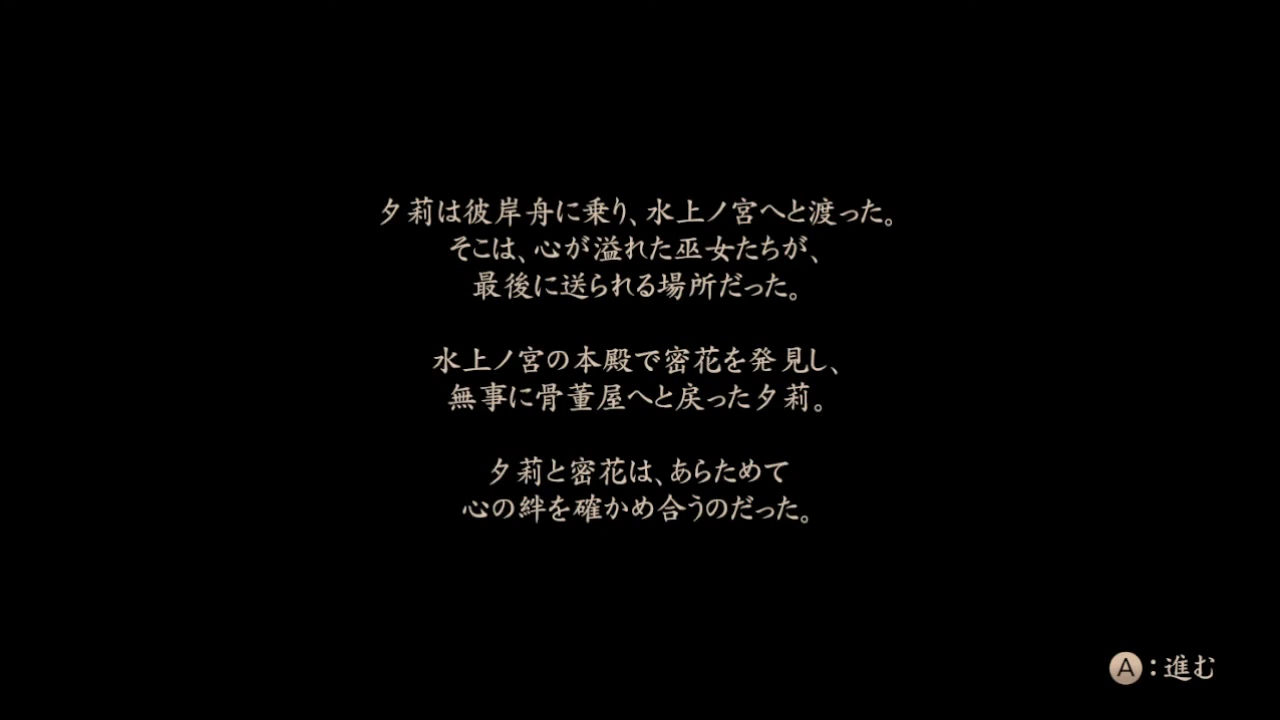 夕莉は彼岸舟に乗り、水上ノ宮へと渡った。
そこは、心が溢れた巫女たちが、
最後に送られる場所だった。
水上ノ宮の本殿で密花を発見し、
無事に骨董屋へと戻った夕莉。
夕莉と密花は、あらためて
心の絆を確かめ合うのだった。
A：進む